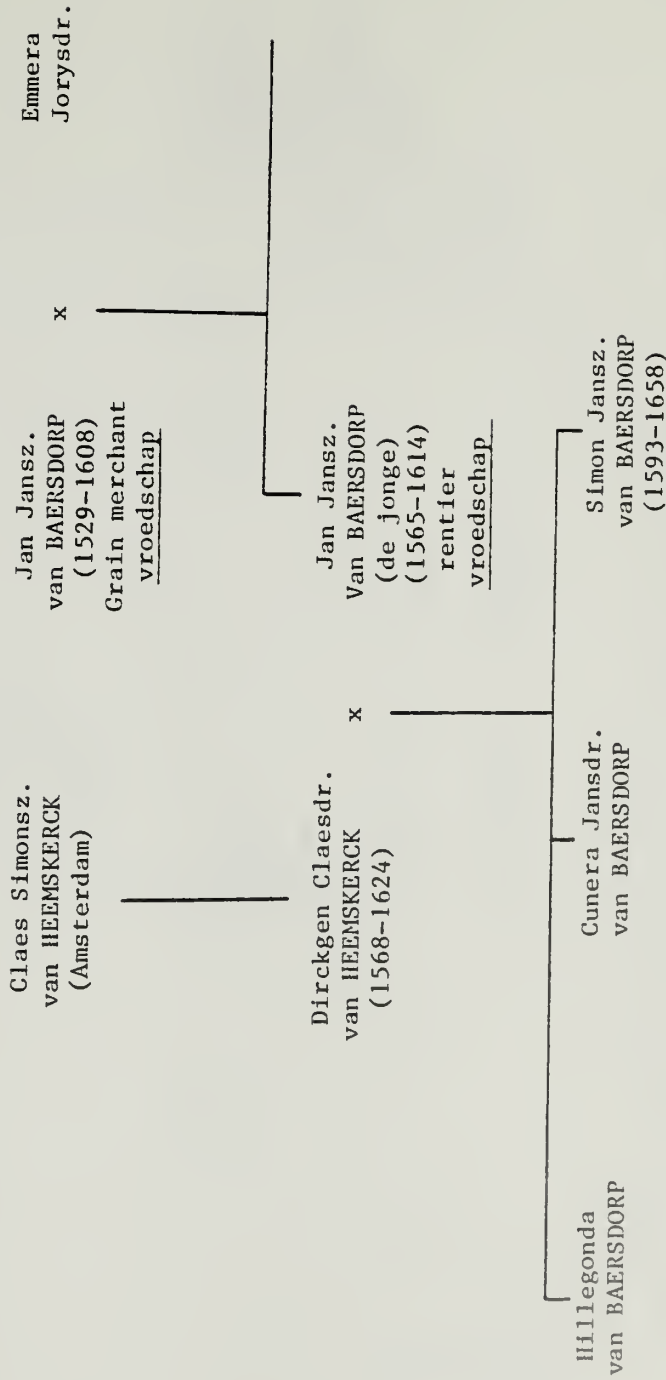 Claes Simonsz.
van HEEMSKERCK
(Amsterdam)
Jan Jansz.
van BAERSDORP
(1529-1608)
Grain merchant
vroedschap
x
Emmera
Jorysdr.
Dirckgen Claesdr.
van HEEMSKERCK
(1568-1624)
x
Jan Jansz.
Van BAERSDORP
(de jonge)
(1565-1614)
rentier
vroedschap
Hillegonda
van BAERSDORP
Cunera Jansdr.
van BAERSDORP
Simon Jansz.
van BAERSDORP
(1593-1658)